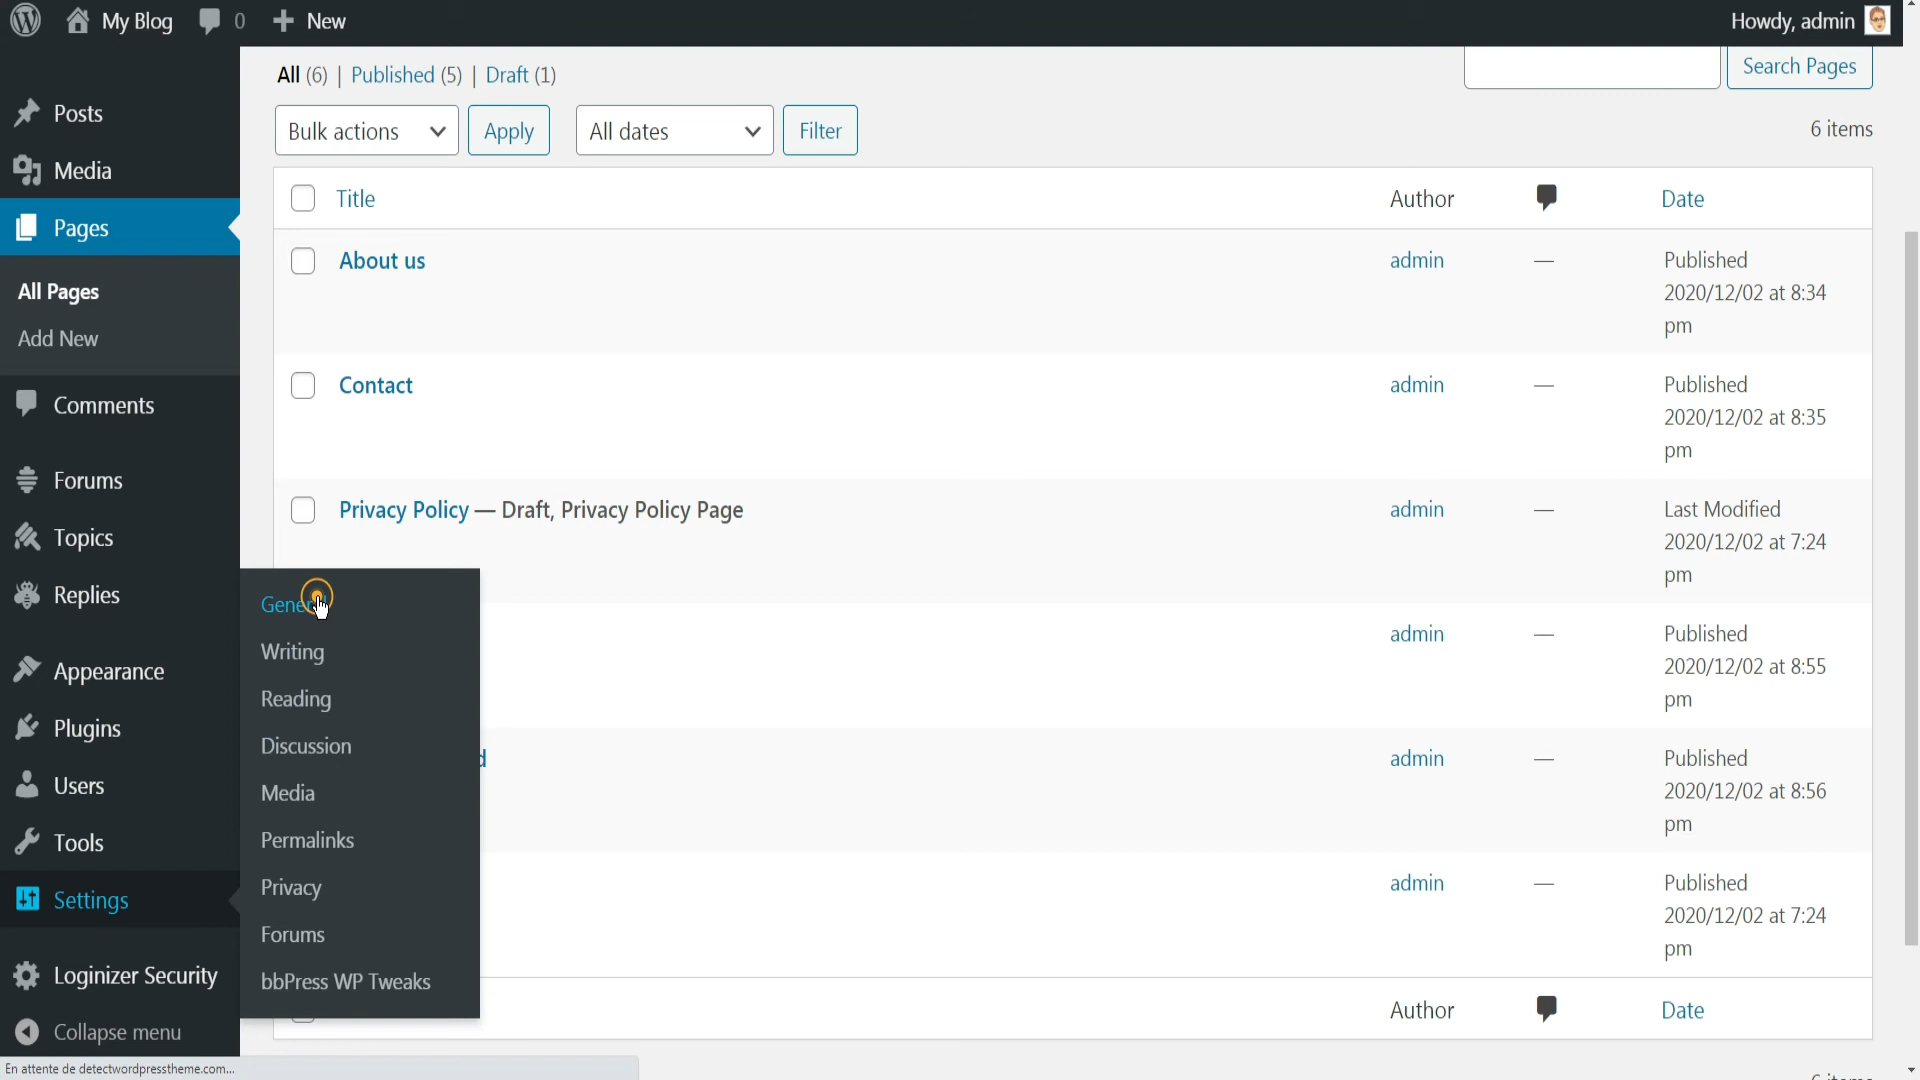 My Blog 0 New Howdy, admin
Posts
Media
Pages
All Pages
Add New
Comments
Forums
Topics
Replies
Appearance
Plugins
Users
Tools
Settings
Loginizer Security
Collapse menu
General
Writing
Reading
Discussion
Media
Permalinks
Privacy
Forums
bbPress WP Tweaks
All (6) | Published (5) | Draft (1)
Search Pages
Bulk actions Apply All dates Filter 6 items
Title Author Date
About us admin — Published
2020/12/02 at 8:34
pm
Contact admin — Published
2020/12/02 at 8:35
pm
Privacy Policy — Draft, Privacy Policy Page admin — Last Modified
2020/12/02 at 7:24
pm
admin — Published
2020/12/02 at 8:55
pm
d admin — Published
2020/12/02 at 8:56
pm
admin — Published
2020/12/02 at 7:24
pm
Author Date
6 items
En attente de detectwordpresstheme.com...